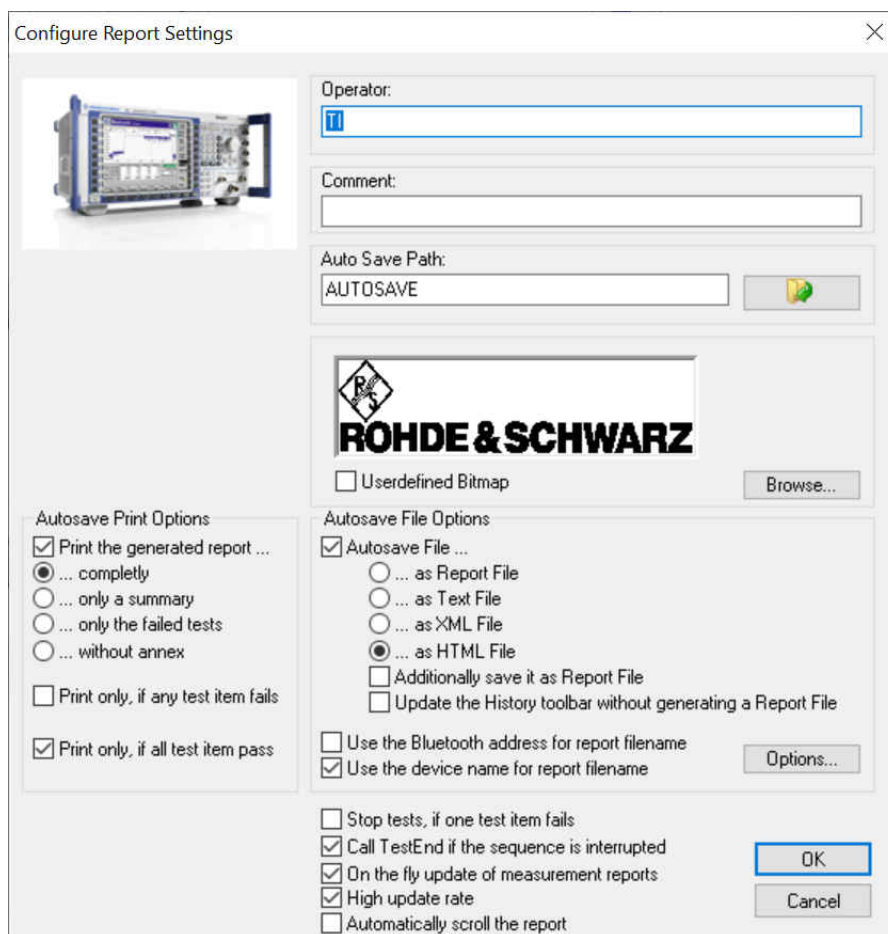 Configure Report Settings
Operator:
TI
Comment:
Auto Save Path:
AUTOSAVE
R
S
ROHDE & SCHWARZ
Userdefined Bitmap
Browse...
Autosave Print Options
Print the generated report ...
... completly
... only a summary
... only the failed tests
... without annex
Print only, if any test item fails
Print only, if all test item pass
Autosave File Options
Autosave File ...
... as Report File
... as Text File
... as XML File
... as HTML File
Additionally save it as Report File
Update the History toolbar without generating a Report File
Use the Bluetooth address for report filename
Use the device name for report filename
Options...
Stop tests, if one test item fails
Call TestEnd if the sequence is interrupted
On the fly update of measurement reports
High update rate
Automatically scroll the report
OK
Cancel